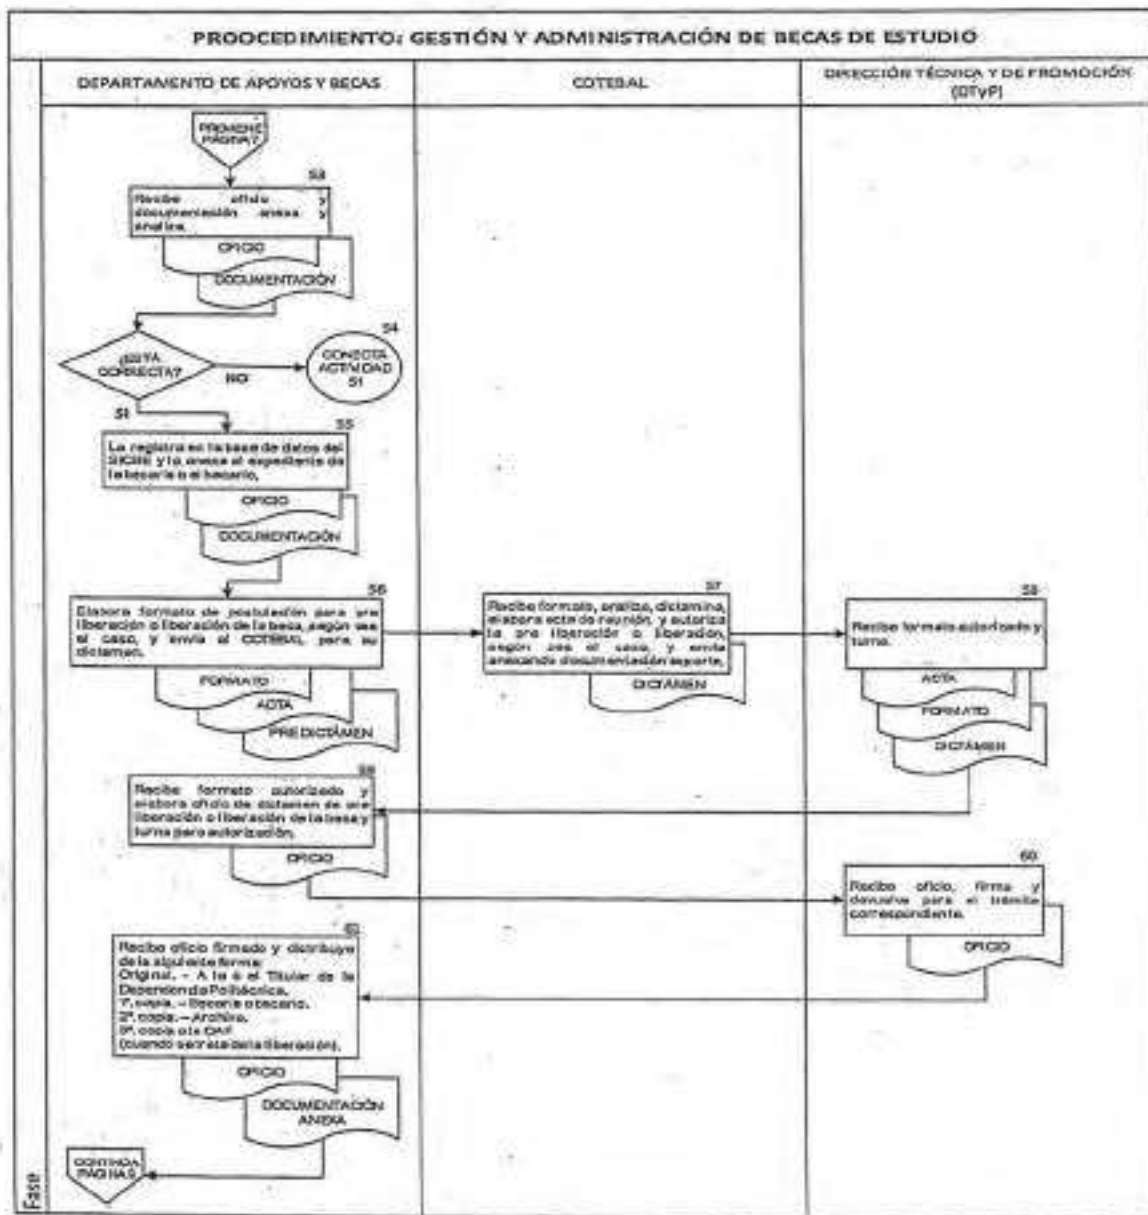 PROOCEDIMIENTO: GESTIÓN Y ADMINISTRACIÓN DE BECAS DE ESTUDIO
DEPARTAMENTO DE APOYOS Y BECAS
COTEBAL
DIRECCIÓN TÉCNICA Y DE PROMOCIÓN
(DTyP)
PROVIENE
PÁGINA 7
53
Recibe oficio y
documentación anexa y
analiza.
OFICIO
DOCUMENTACIÓN
¿ESTÁ
CORRECTA?
NO
54
CONECTA
ACTIVIDAD
51
SI
55
La registra en la base de datos del
SICBE y la anexa al expediente de
la becaria o el becario.
OFICIO
DOCUMENTACIÓN
56
Elabora formato de postulación para pre
liberación o liberación de la beca, según sea
el caso, y envía al COTEBAL, para su
dictamen.
FORMATO
ACTA
PREDICTÁMEN
57
Recibe formato, analiza, dictamina,
elabora acta de reunión, y autoriza
la pre liberación o liberación,
según sea el caso, y envía
anexando documentación soporte.
DICTÁMEN
58
Recibe formato autorizado y
turna.
ACTA
FORMATO
DICTÁMEN
59
Recibe formato autorizado y
elabora oficio de dictamen de pre
liberación o liberación de la beca y
turna para autorización.
OFICIO
60
Recibe oficio, firma y
devuelve para el trámite
correspondiente.
OFICIO
61
Recibe oficio firmado y distribuye
de la siguiente forma:
Original. - A la o el Titular de la
Dependencia Politécnica.
1ª. copia. - Becaria o becario.
2ª. copia. - Archivo.
3ª. copia a la DAF
(cuando se trate de la liberación).
OFICIO
DOCUMENTACIÓN
ANEXA
CONTINÚA
PÁGINA 9
Fase